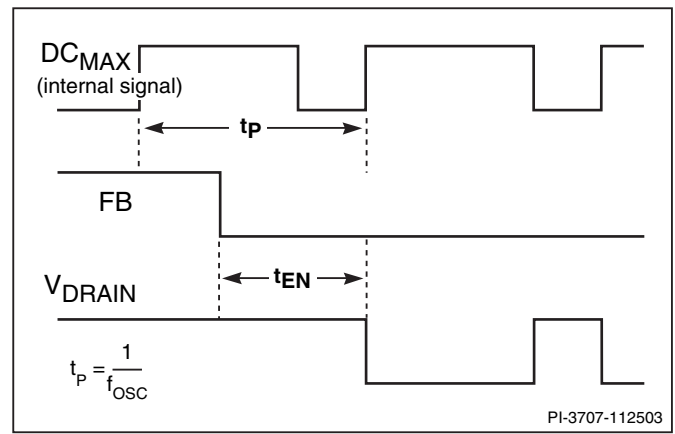 DCMAX
(internal signal)
tP
FB
tEN
VDRAIN
tP = 1/fOSC
PI-3707-112503